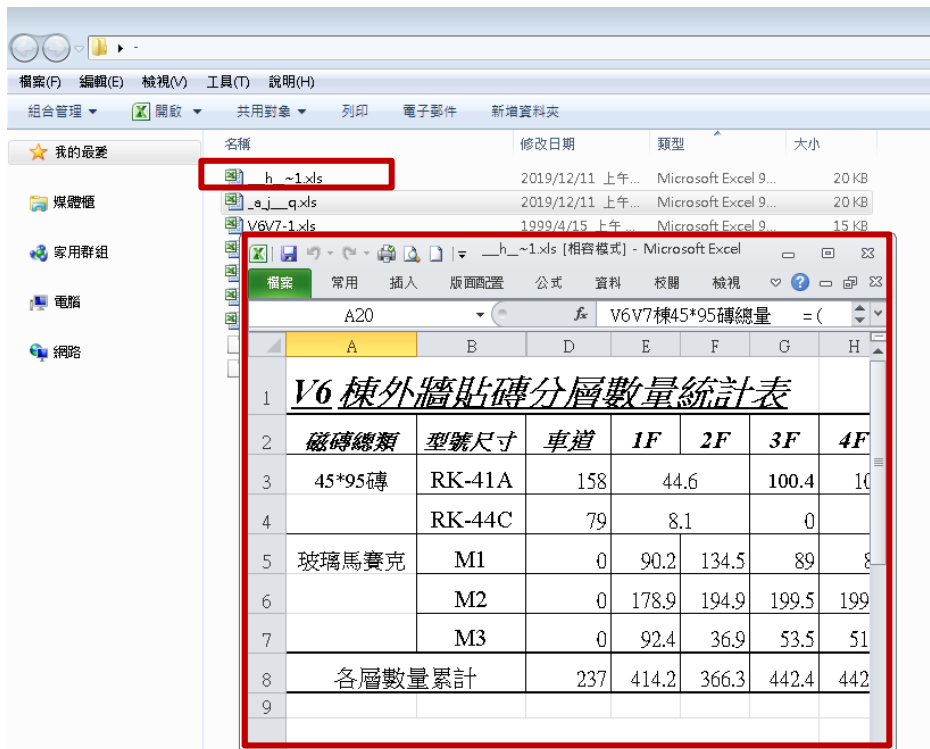 -
檔案(F) 編輯(E) 檢視(V) 工具(T) 說明(H)
組合管理 開啟 共用對象 列印 電子郵件 新增資料夾
我的最愛
媒體櫃
家用群組
電腦
網路
名稱 修改日期 類型 大小
__h__~1.xls 2019/12/11 上午... Microsoft Excel 9... 20 KB
_a_j__q.xls 2019/12/11 上午... Microsoft Excel 9... 20 KB
V6V7-1.xls 1999/4/15 上午... Microsoft Excel 9... 15 KB
__h__~1.xls [相容模式] - Microsoft Excel
檔案 常用 插入 版面配置 公式 資料 校閱 檢視
A20 fx V6V7棟45*95磚總量 =(
A B D E F G H
1 V6 棟外牆貼磚分層數量統計表
2 磁磚總類 型號尺寸 車道 1F 2F 3F 4F
3 45*95磚 RK-41A 158 44.6 100.4
4 RK-44C 79 8.1 0
5 玻璃馬賽克 M1 0 90.2 134.5 89
6 M2 0 178.9 194.9 199.5 199
7 M3 0 92.4 36.9 53.5 51
8 各層數量累計 237 414.2 366.3 442.4 442
9